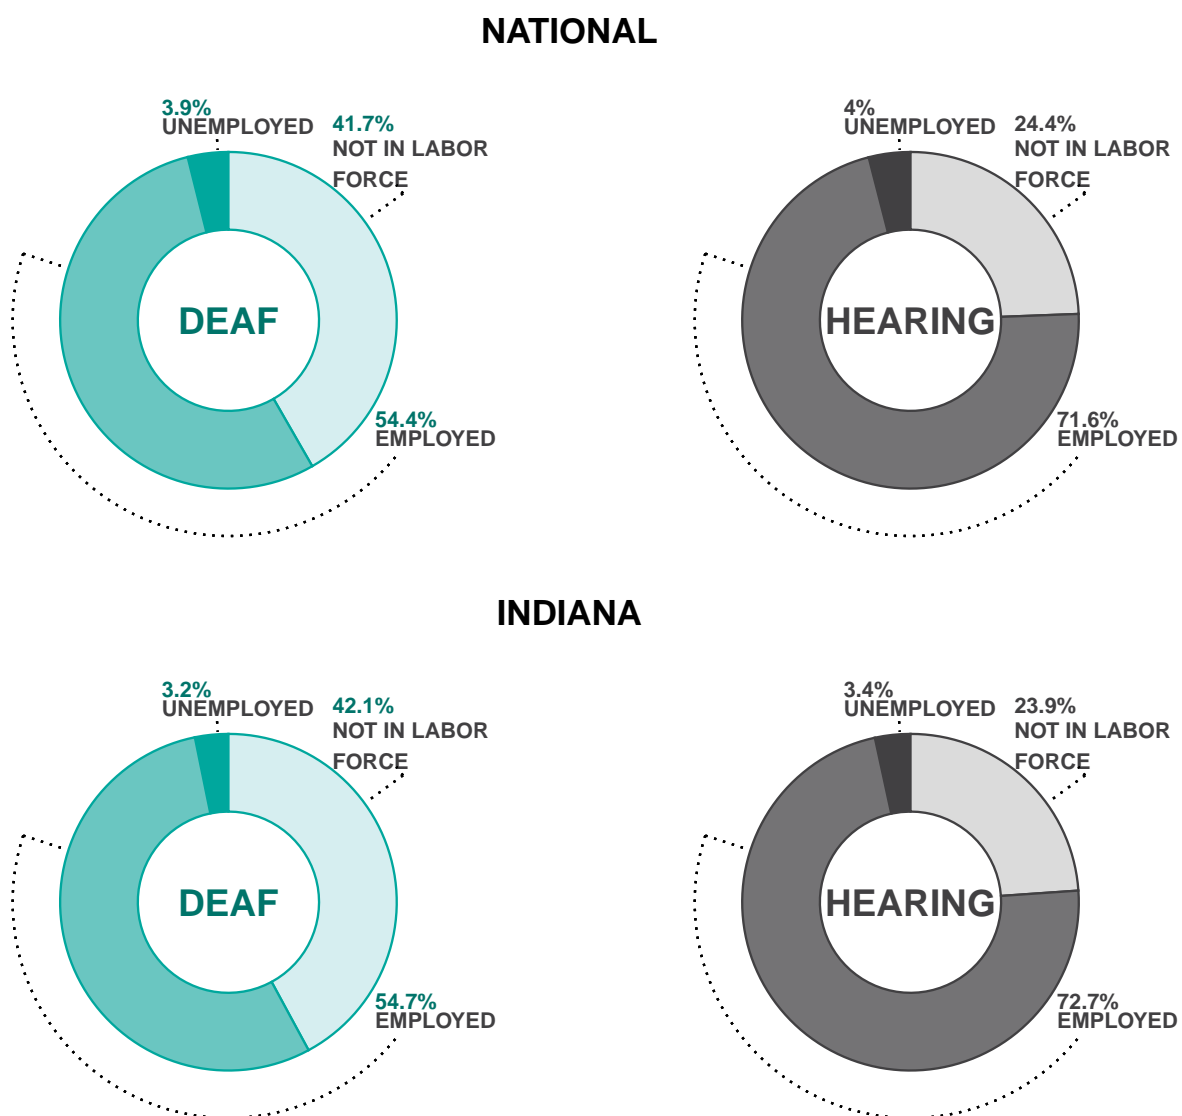 NATIONAL
3.9%
UNEMPLOYED
41.7%
NOT IN LABOR
FORCE
DEAF
54.4%
EMPLOYED
4%
UNEMPLOYED
24.4%
NOT IN LABOR
FORCE
HEARING
71.6%
EMPLOYED
INDIANA
3.2%
UNEMPLOYED
42.1%
NOT IN LABOR
FORCE
DEAF
54.7%
EMPLOYED
3.4%
UNEMPLOYED
23.9%
NOT IN LABOR
FORCE
HEARING
72.7%
EMPLOYED